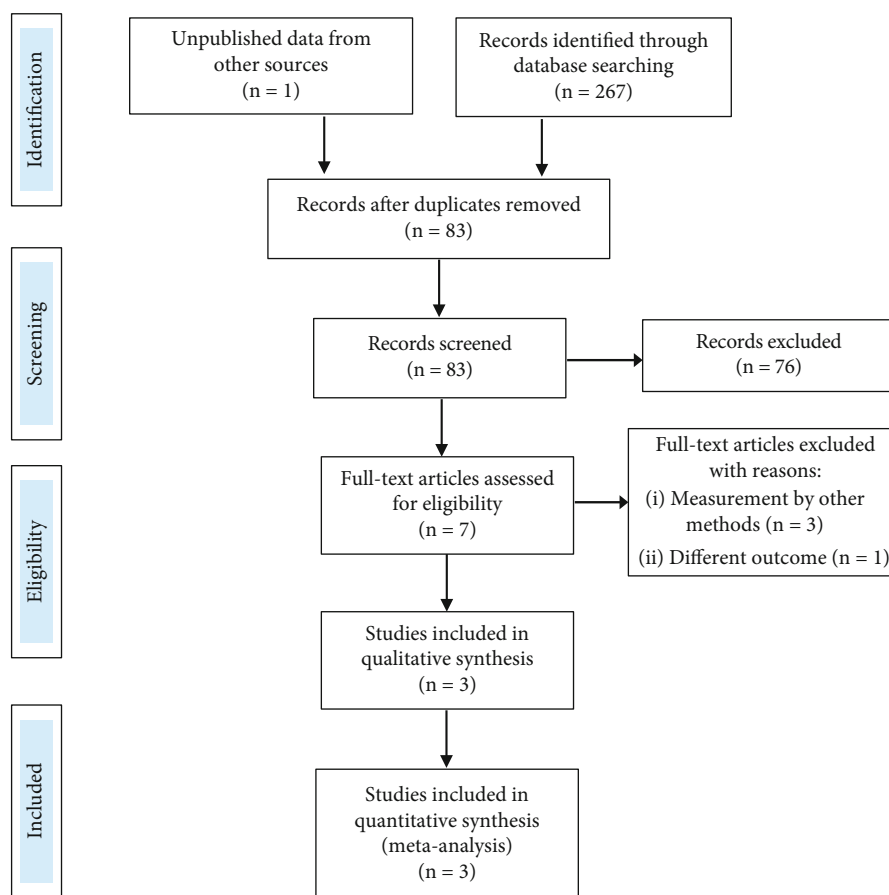 Identification
Unpublished data from
other sources
(n = 1)
Records identified through
database searching
(n = 267)
Records after duplicates removed
(n = 83)
Screening
Records screened
(n = 83)
Records excluded
(n = 76)
Eligibility
Full-text articles assessed
for eligibility
(n = 7)
Full-text articles excluded
with reasons:
(i) Measurement by other
methods (n = 3)
(ii) Different outcome (n = 1)
Studies included in
qualitative synthesis
(n = 3)
Included
Studies included in
quantitative synthesis
(meta-analysis)
(n = 3)